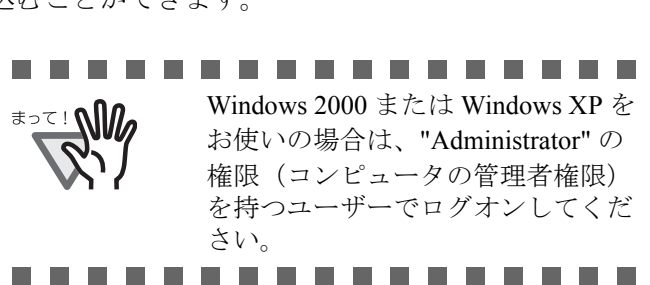 込むことができます。
まって!
Windows 2000 または Windows XP を
お使いの場合は、"Administrator" の
権限（コンピュータの管理者権限）
を持つユーザーでログオンしてくだ
さい。